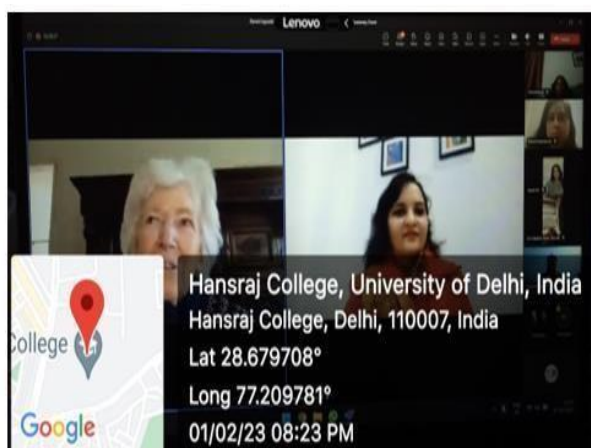 Lenovo
Hansraj College, University of Delhi, India
Hansraj College, Delhi, 110007, India
Lat 28.679708°
Long 77.209781°
01/02/23 08:23 PM
College
Google